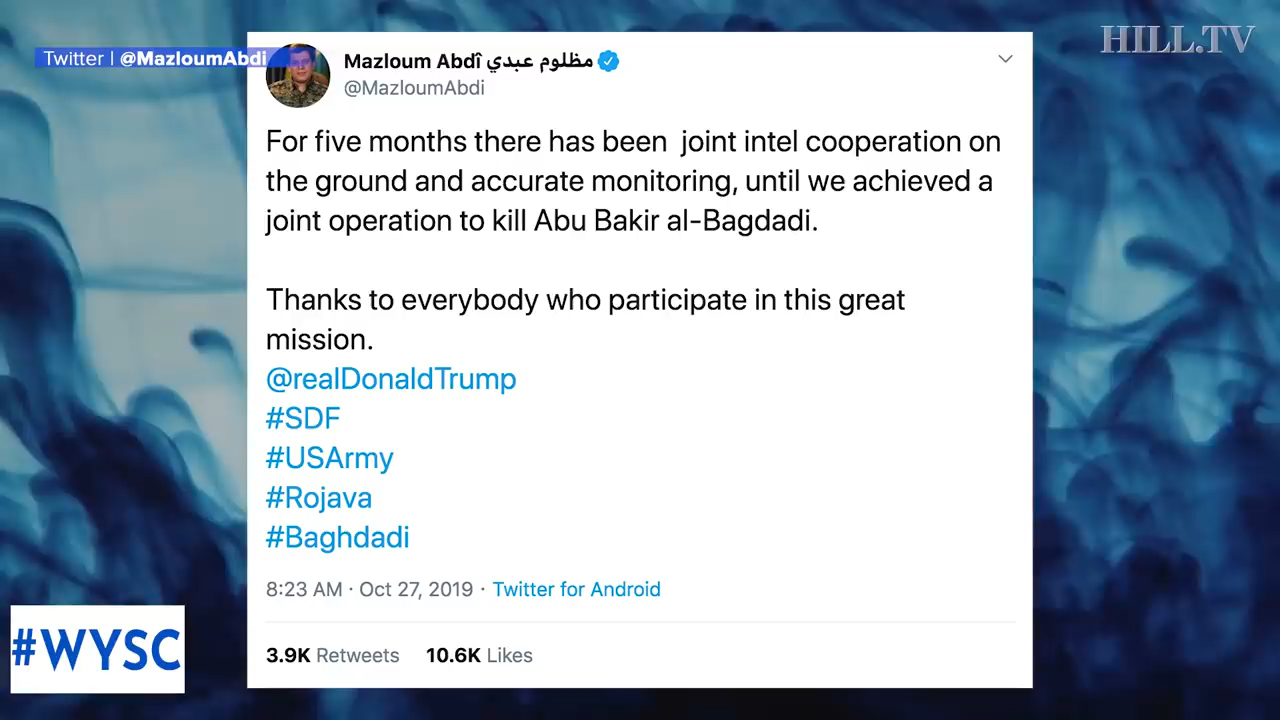 Twitter | @MazloumAbdi
HILL.TV
Mazloum Abdî مظلوم عبدي
@MazloumAbdi
For five months there has been  joint intel cooperation on
the ground and accurate monitoring, until we achieved a
joint operation to kill Abu Bakir al-Bagdadi.
Thanks to everybody who participate in this great
mission.
@realDonaldTrump
#SDF
#USArmy
#Rojava
#Baghdadi
8:23 AM · Oct 27, 2019 · Twitter for Android
3.9K Retweets 10.6K Likes
#WYSC